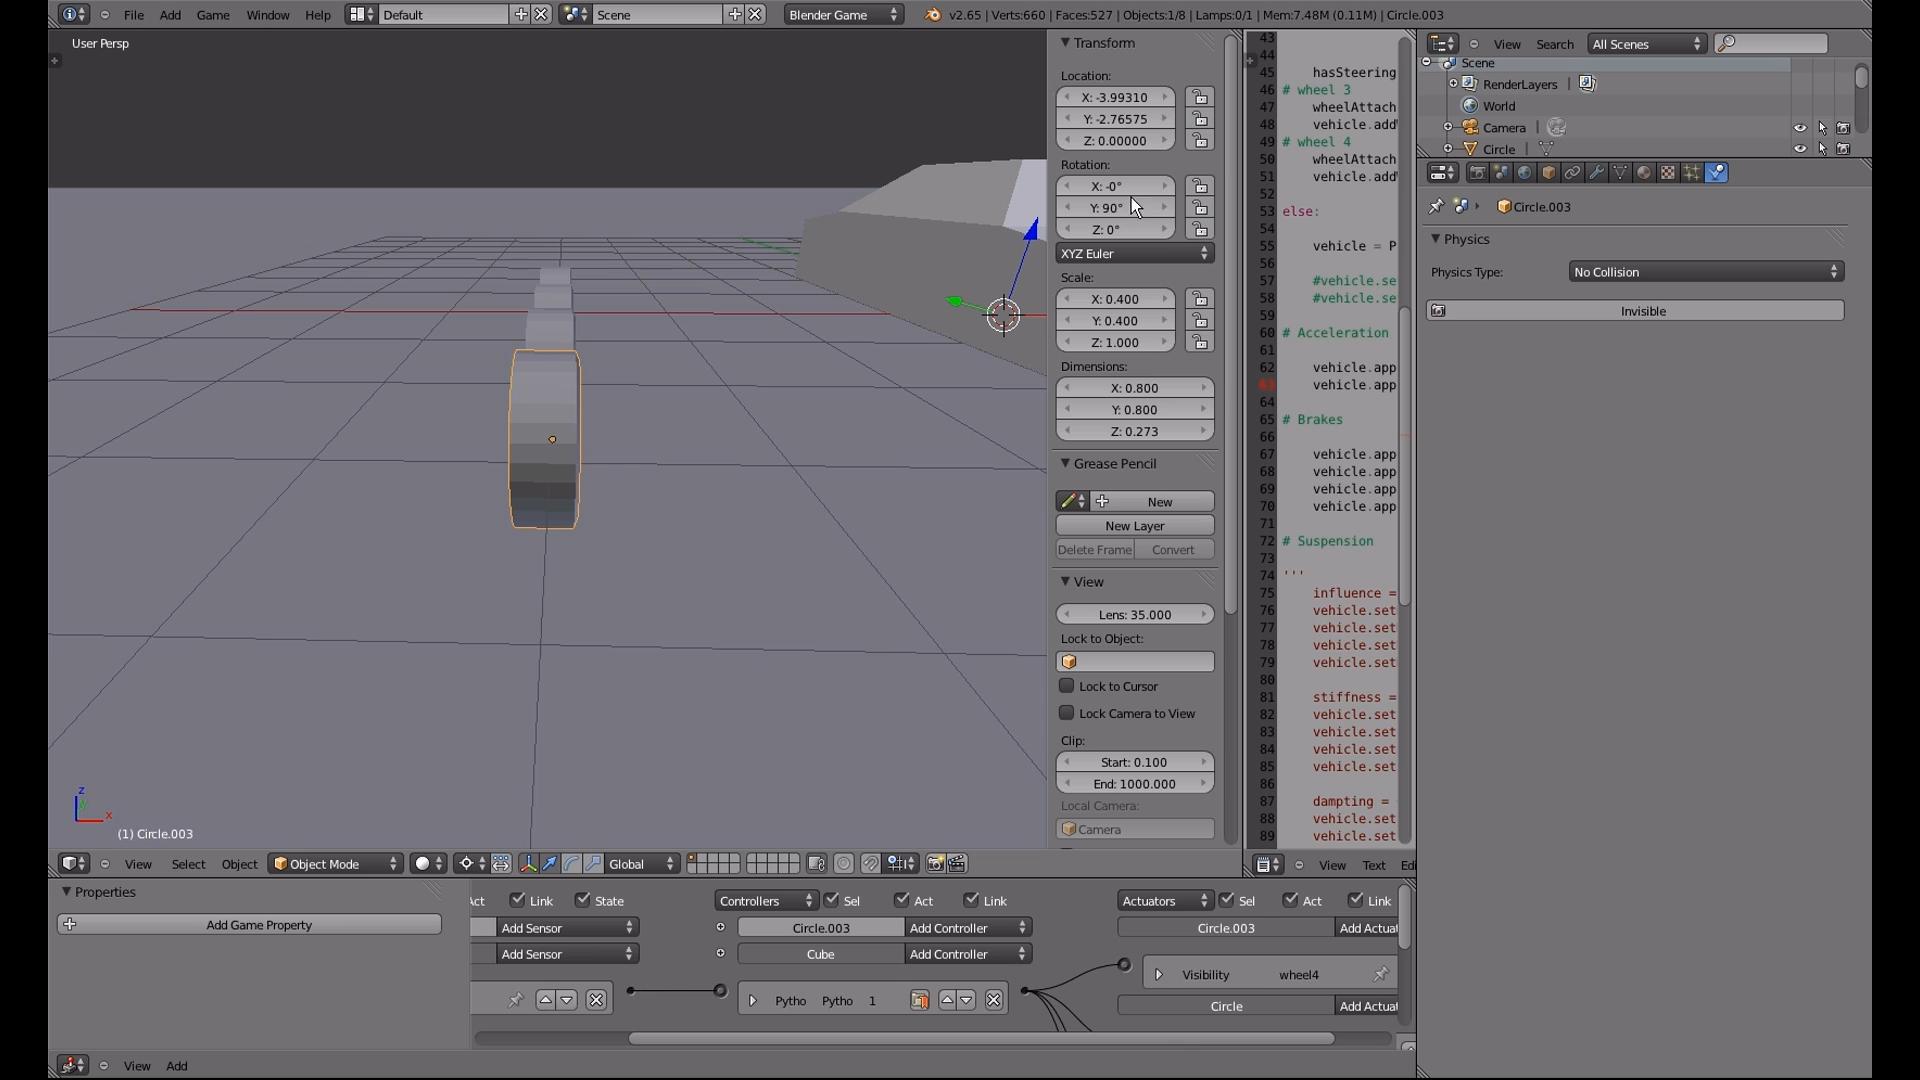 File Add Game Window Help Default Scene Blender Game v2.65 | Verts:660 | Faces:527 | Objects:1/8 | Lamps:0/1 | Mem:7.48M (0.11M) | Circle.003
User Persp
Transform
Location:
X: -3.99310
Y: -2.76575
Z: 0.00000
Rotation:
X: -0°
Y: 90°
Z: 0°
XYZ Euler
Scale:
X: 0.400
Y: 0.400
Z: 1.000
Dimensions:
X: 0.800
Y: 0.800
Z: 0.273
Grease Pencil
New
New Layer
Delete Frame Convert
View
Lens: 35.000
Lock to Object:
Lock to Cursor
Lock Camera to View
Clip:
Start: 0.100
End: 1000.000
Local Camera:
Camera
43
44
45 hasSteering
46 # wheel 3
47 wheelAttach
48 vehicle.add
49 # wheel 4
50 wheelAttach
51 vehicle.add
52
53 else:
55 vehicle = P
56
57 #vehicle.se
58 #vehicle.se
59
60 # Acceleration
61
62 vehicle.app
63 vehicle.app
64
65 # Brakes
66
67 vehicle.app
68 vehicle.app
69 vehicle.app
70 vehicle.app
71
72 # Suspension
73
74 '''
75 influence =
76 vehicle.set
77 vehicle.set
78 vehicle.set
79 vehicle.set
80
81 stiffness =
82 vehicle.set
83 vehicle.set
84 vehicle.set
85 vehicle.set
86
87 dampting =
88 vehicle.set
89 vehicle.set
View Search All Scenes
Scene
RenderLayers |
World
Camera |
Circle |
Circle.003
Physics
Physics Type: No Collision
Invisible
z
y
x
(1) Circle.003
View Select Object Object Mode Global
View Text Edi
Properties
Add Game Property
Act Link State Controllers Sel Act Link Actuators Sel Act Link
Add Sensor Circle.003 Add Controller Circle.003 Add Actuat
Add Sensor Cube Add Controller
Visibility wheel4
Pytho Pytho 1
Circle Add Actuat
View Add